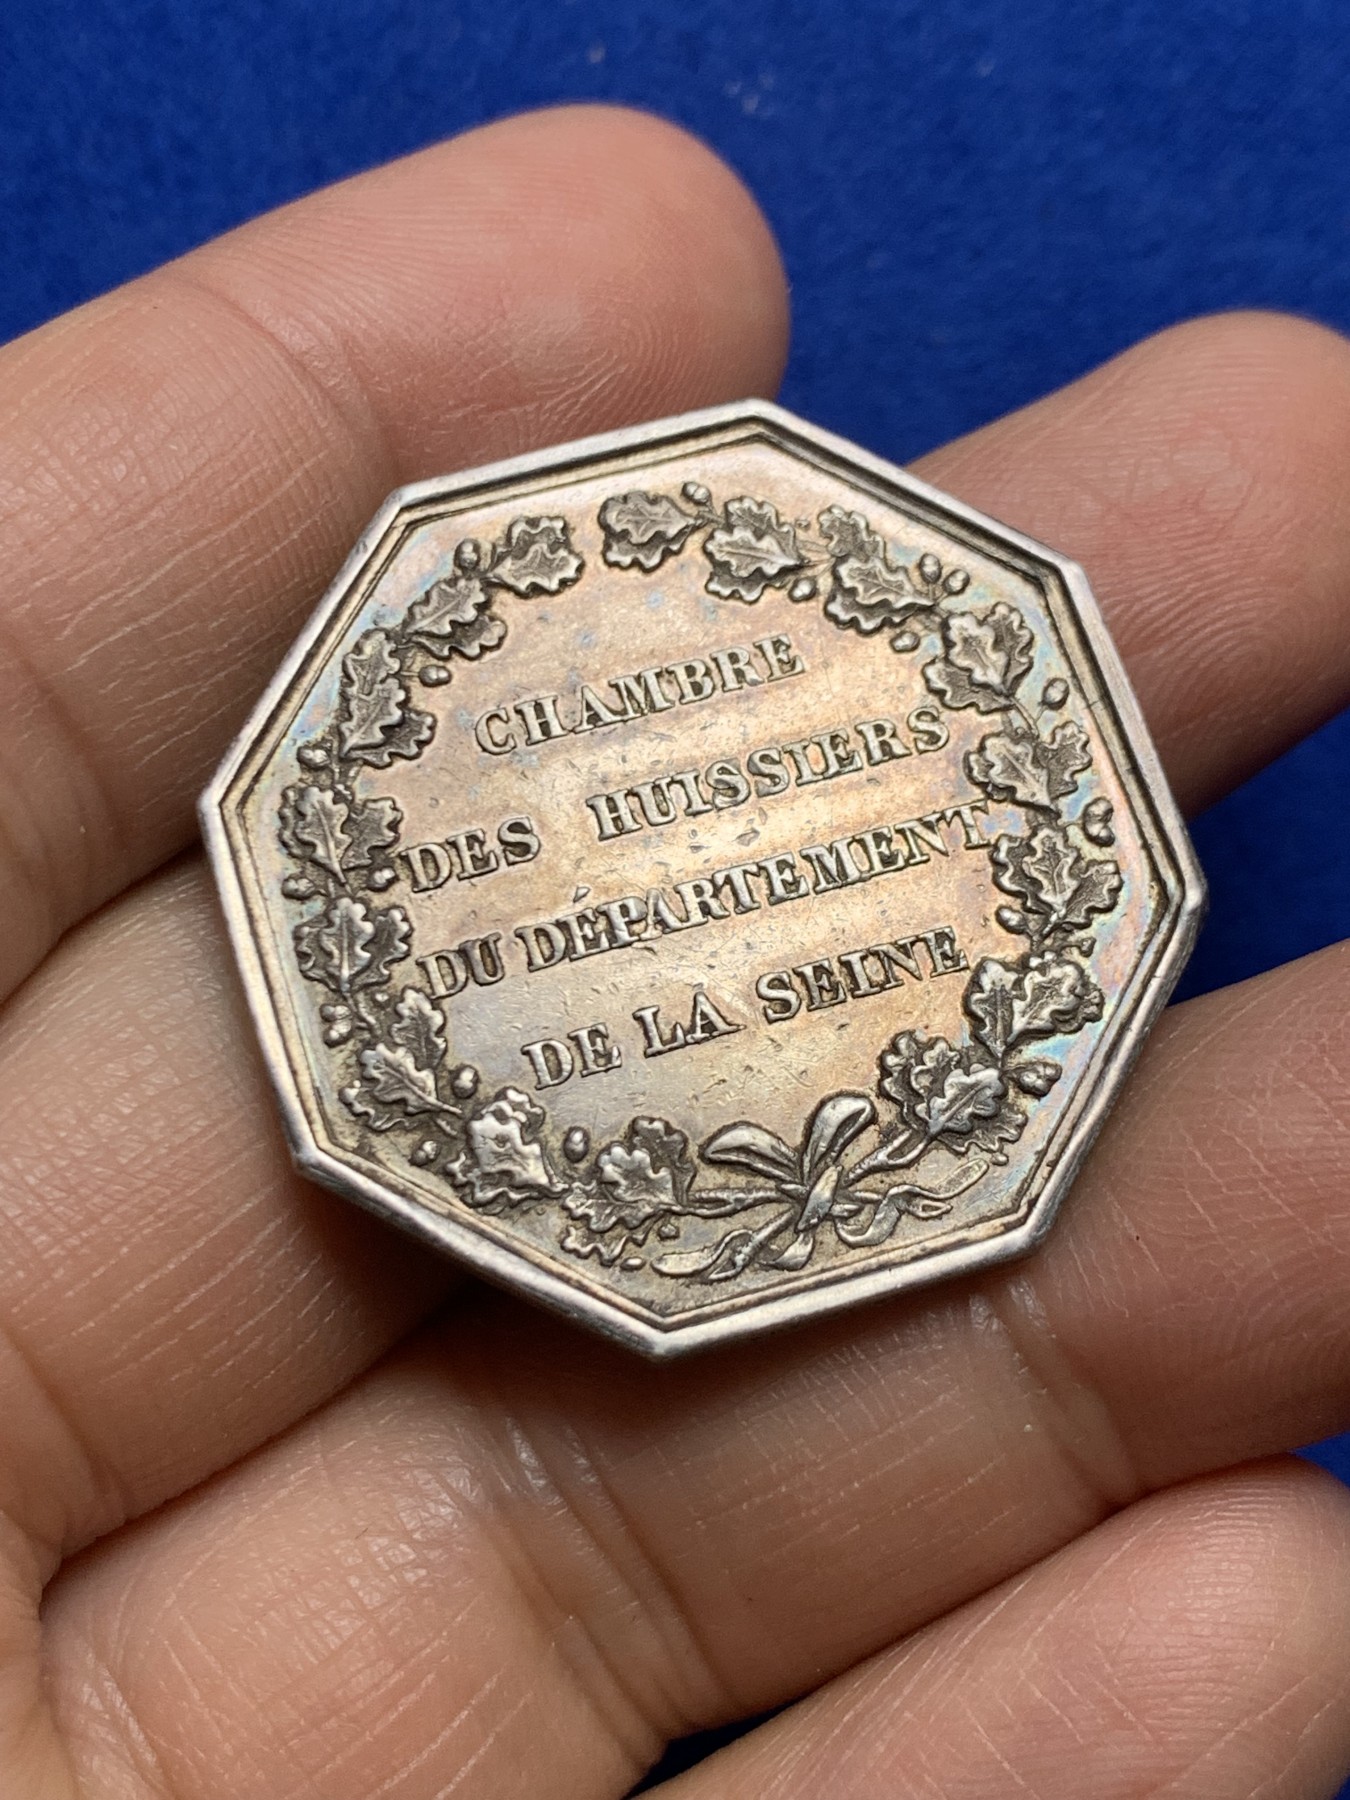 CHAMBRE
DES HUISSIERS
DU DÉPARTEMENT
DE LA SEINE